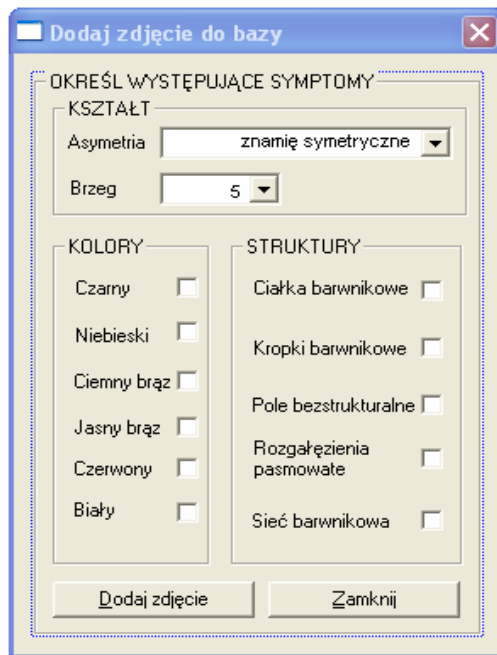 Dodaj zdjęcie do bazy
OKREŚL WYSTĘPUJĄCE SYMPTOMY
KSZTAŁT
Asymetria znamię symetryczne
Brzeg 5
KOLORY
Czarny
Niebieski
Ciemny brąz
Jasny brąz
Czerwony
Biały
STRUKTURY
Ciałka barwnikowe
Kropki barwnikowe
Pole bezstrukturalne
Rozgałęzienia
pasmowate
Sieć barwnikowa
Dodaj zdjęcie
Zamknij